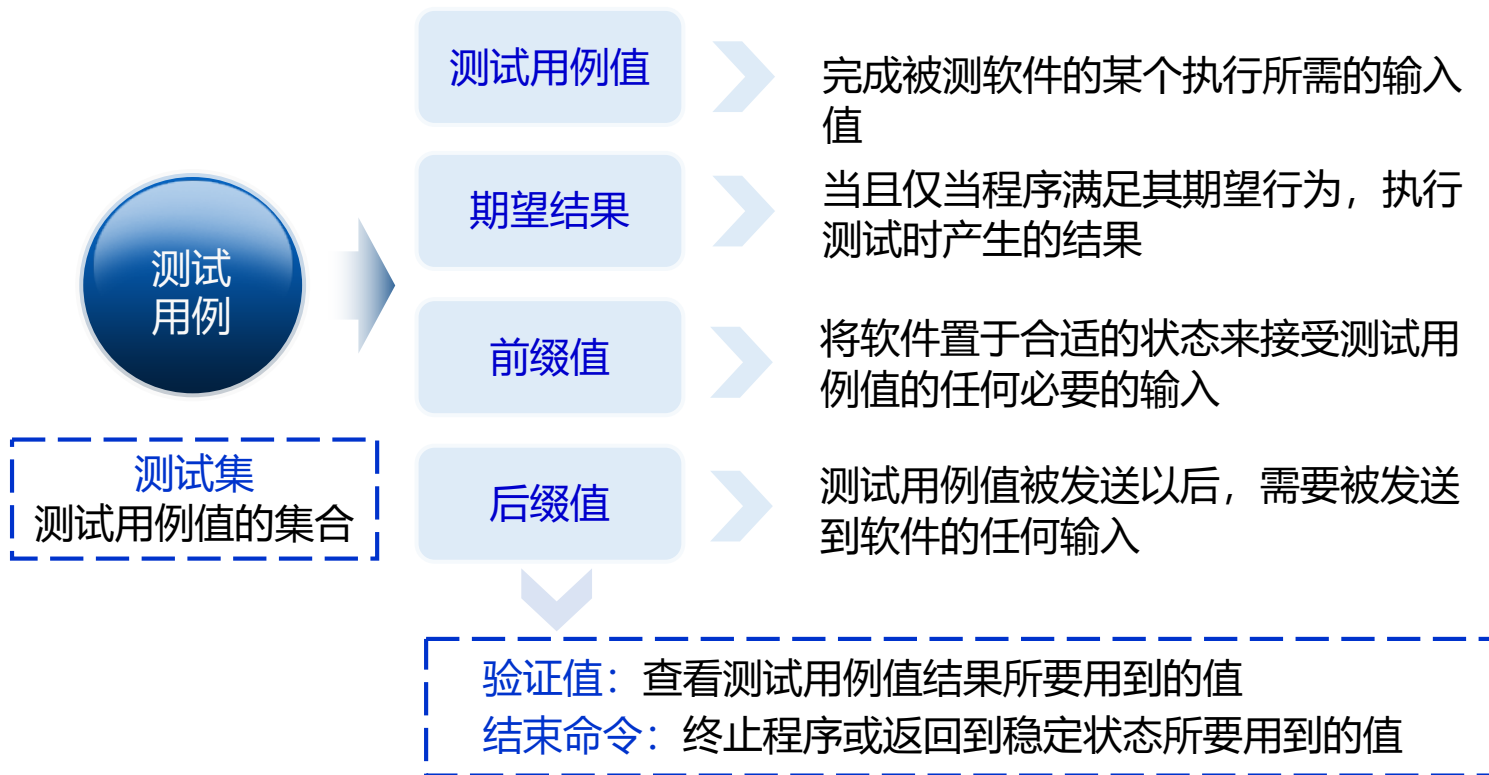 测试用例值
完成被测软件的某个执行所需的输入
值
期望结果
当且仅当程序满足其期望行为，执行
测试时产生的结果
测试
用例
前缀值
将软件置于合适的状态来接受测试用
例值的任何必要的输入
测试集
测试用例值的集合
后缀值
测试用例值被发送以后，需要被发送
到软件的任何输入
验证值：查看测试用例值结果所要用到的值
结束命令：终止程序或返回到稳定状态所要用到的值